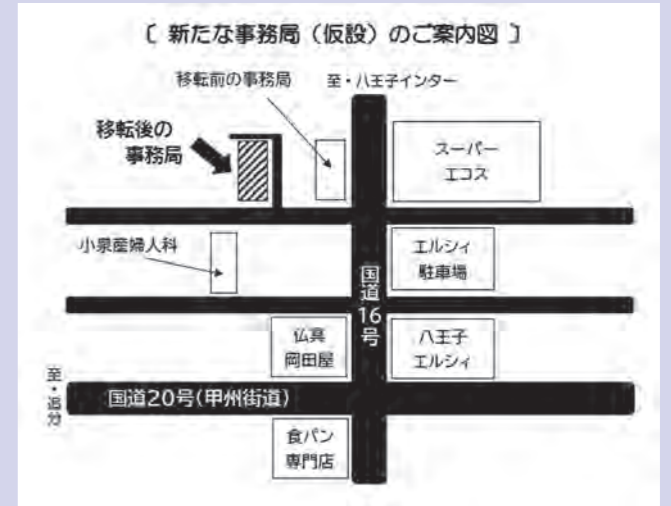 〔 新たな事務局（仮設）のご案内図 〕
移転前の事務局
至・八王子インター
移転後の
事務局
スーパー
エコス
小泉産婦人科
エルシィ
駐車場
国道16号
仏具
岡田屋
八王子
エルシィ
至・追分
国道20号(甲州街道)
食パン
専門店